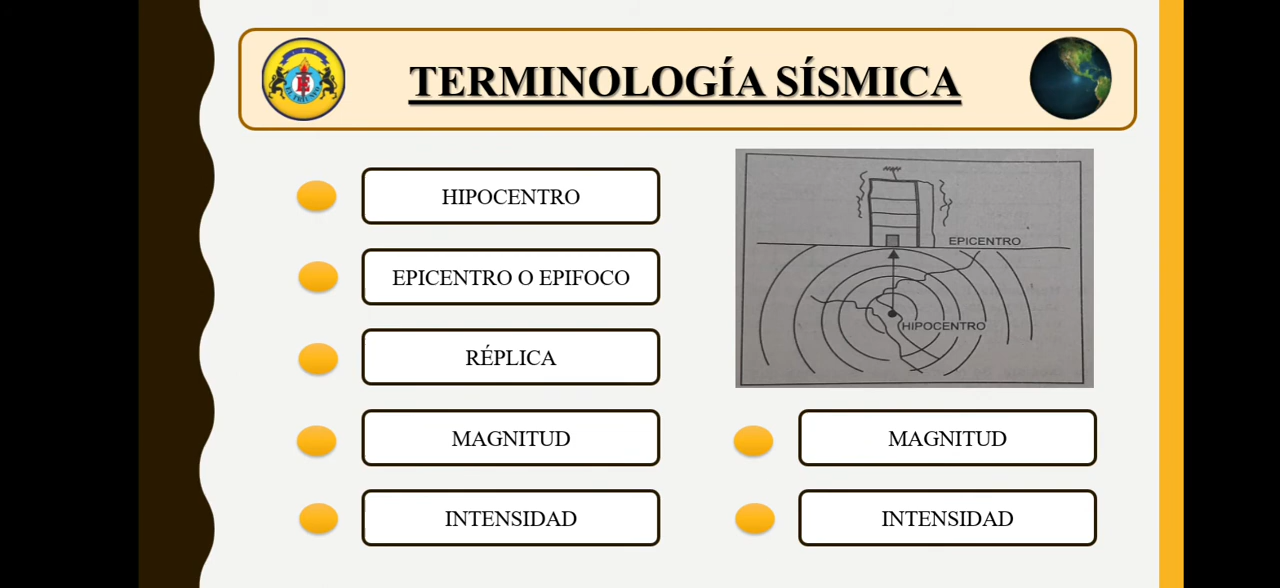 TERMINOLOGÍA SÍSMICA
HIPOCENTRO
EPICENTRO O EPIFOCO
RÉPLICA
MAGNITUD
INTENSIDAD
EPICENTRO
HIPOCENTRO
MAGNITUD
INTENSIDAD